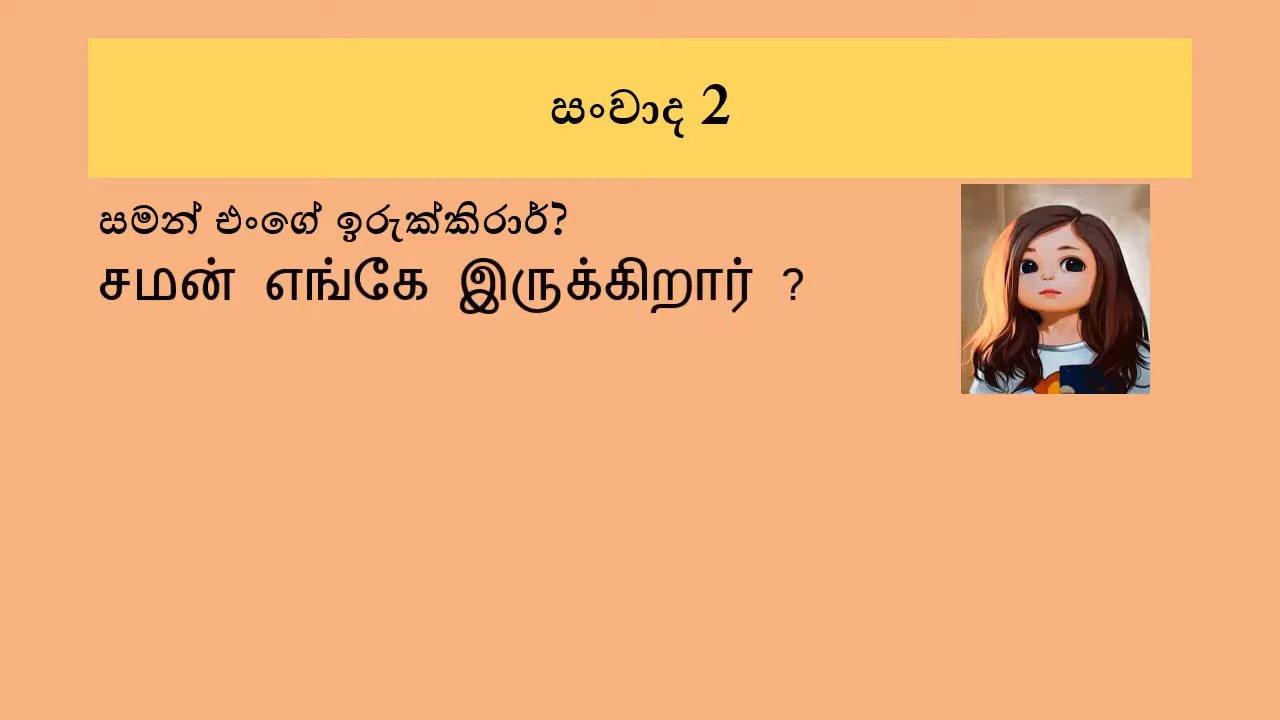 සංවාද 2
සමන් එංගේ ඉරුක්කිරාර්?
சமன் எங்கே இருக்கிறார் ?